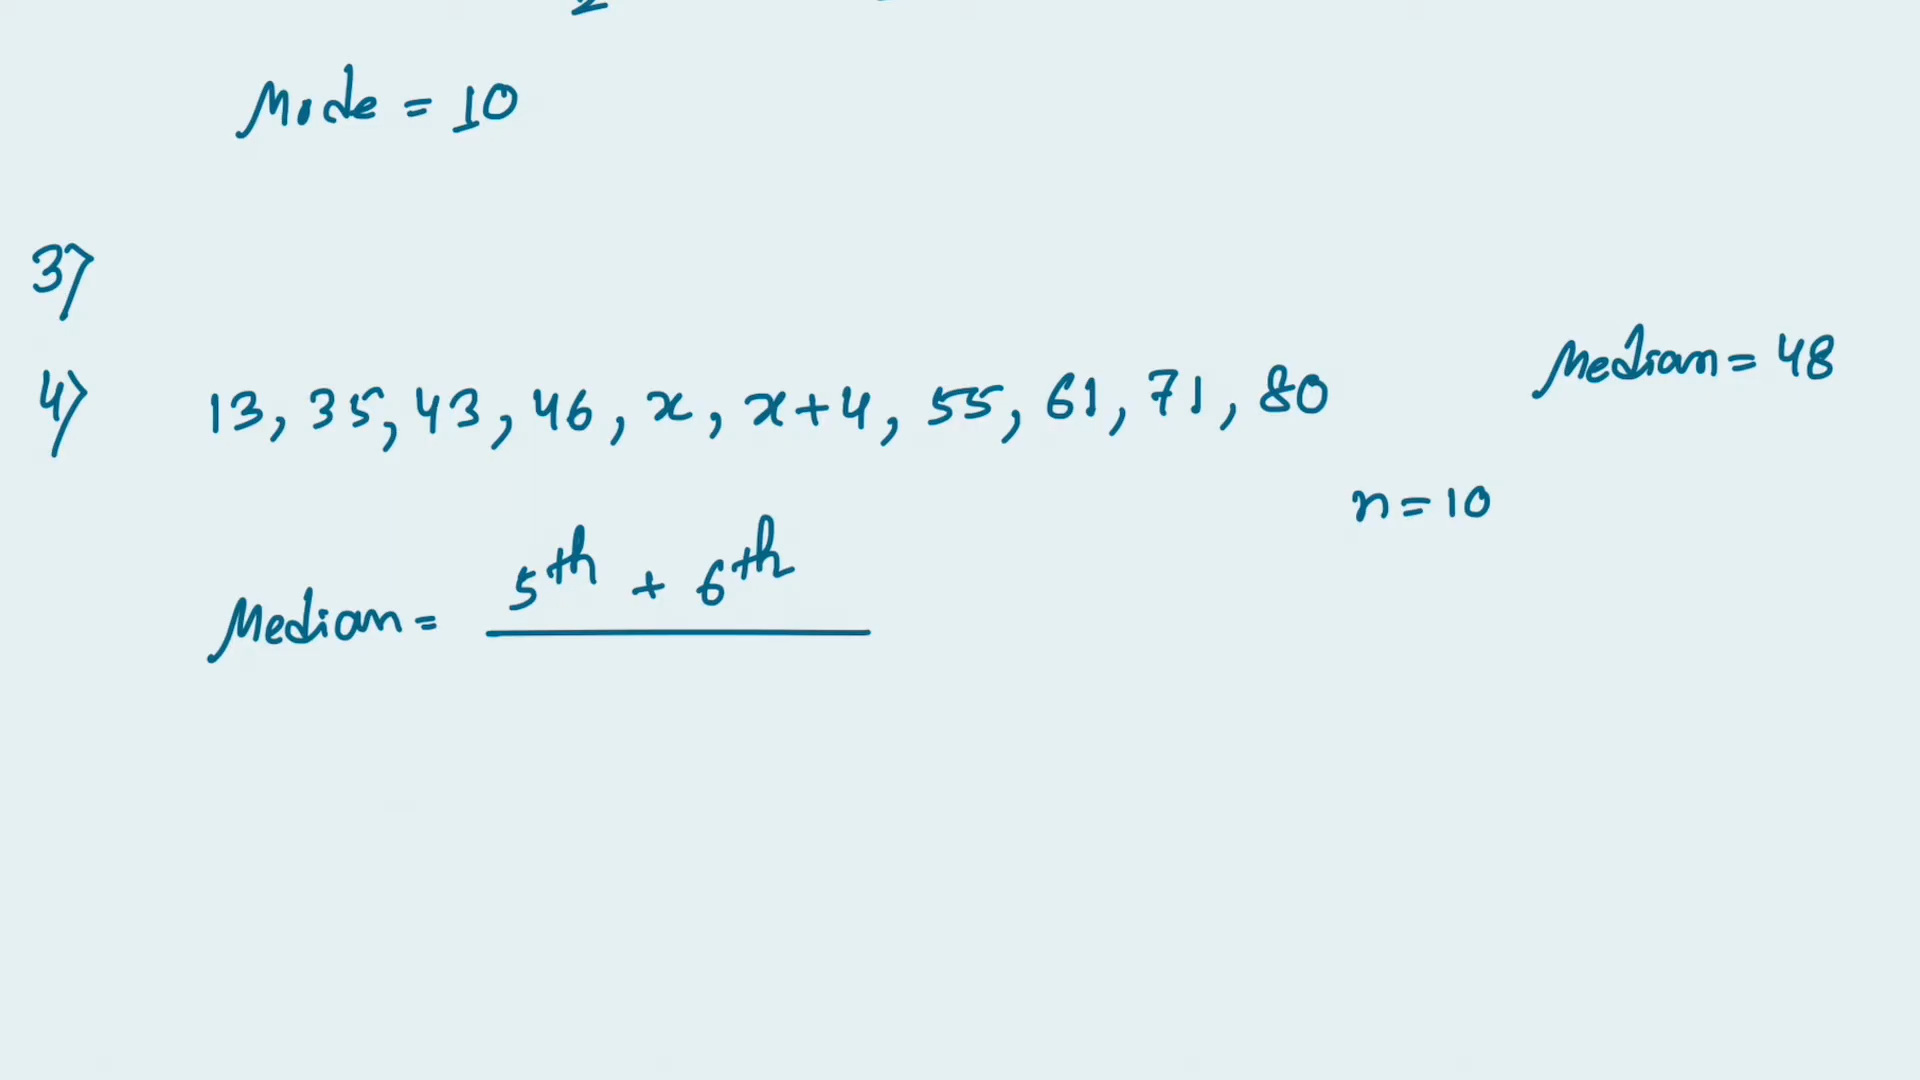 Mode = 10
3)
4) 13, 35, 43, 46, x, x+4, 55, 61, 71, 80 Median = 48
n = 10
5th + 6th
Median =